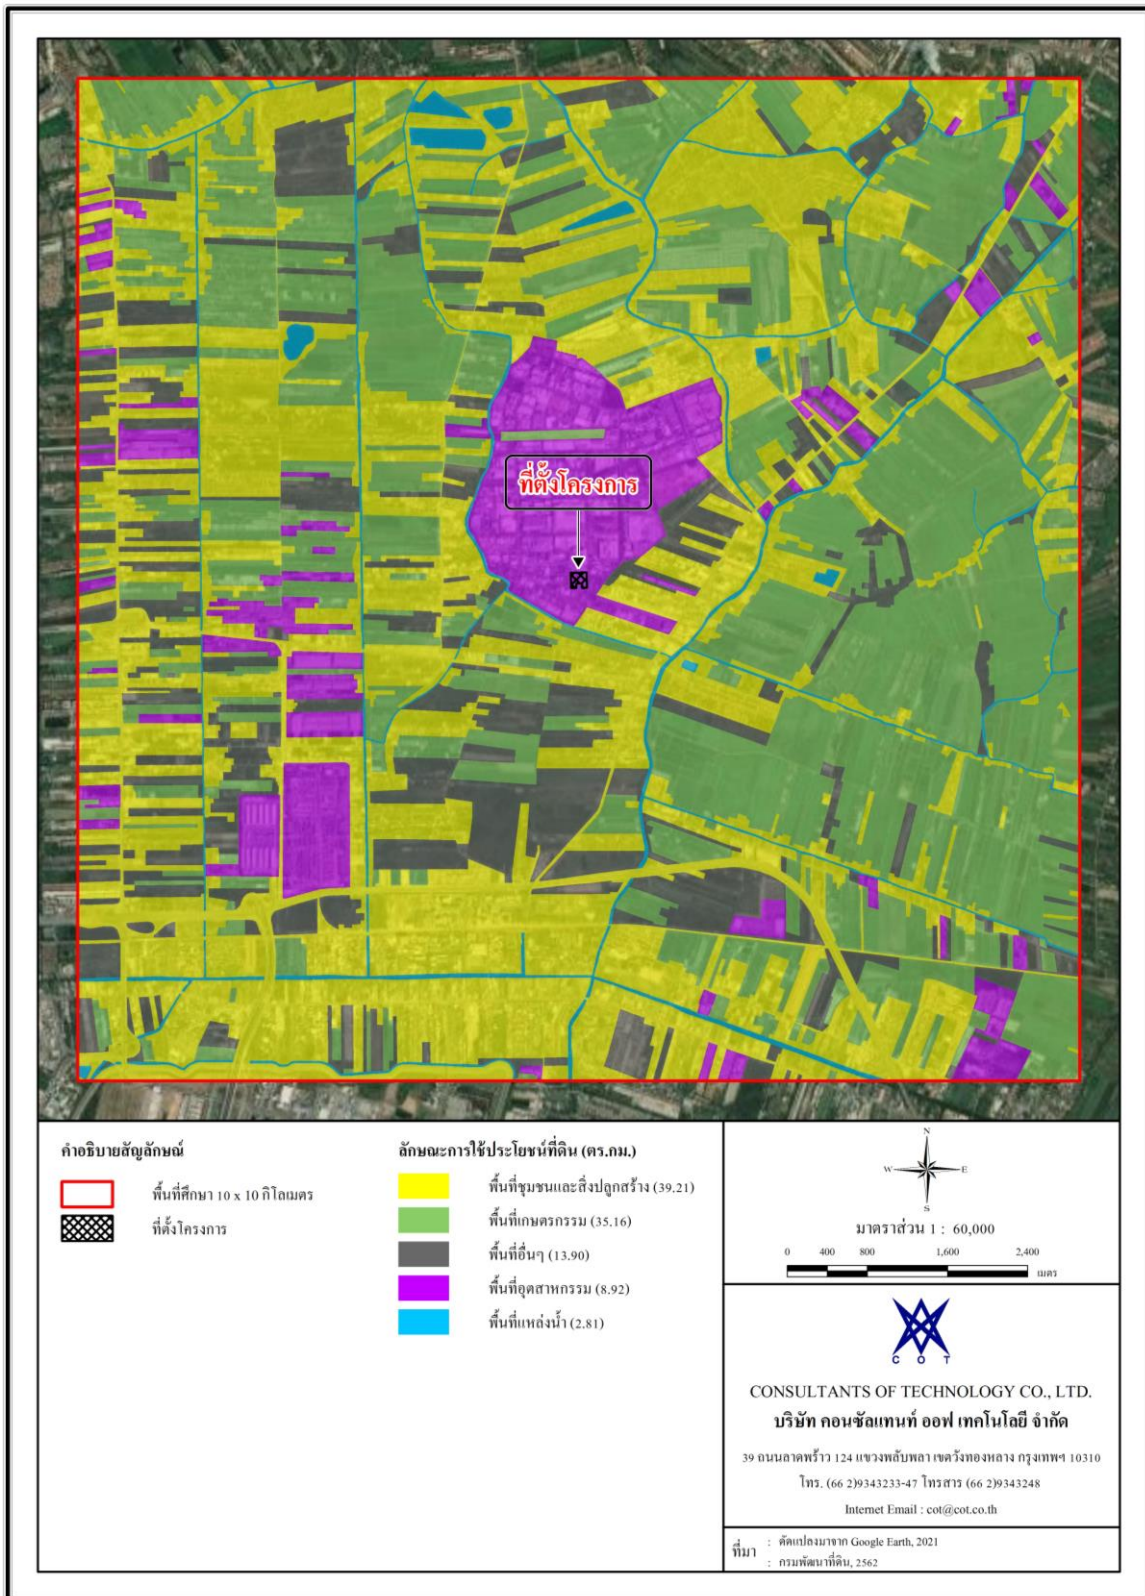 ที่ตั้งโครงการ
คำอธิบายสัญลักษณ์
พื้นที่ศึกษา 10 x 10 กิโลเมตร
ที่ตั้งโครงการ
ลักษณะการใช้ประโยชน์ที่ดิน (ตร.กม.)
พื้นที่ชุมชนและสิ่งปลูกสร้าง (39.21)
พื้นที่เกษตรกรรม (35.16)
พื้นที่อื่นๆ (13.90)
พื้นที่อุตสาหกรรม (8.92)
พื้นที่แหล่งน้ำ (2.81)
N
W E
S
มาตราส่วน 1 : 60,000
0 400 800 1,600 2,400
เมตร
C O T
CONSULTANTS OF TECHNOLOGY CO., LTD.
บริษัท คอนซัลแทนท์ ออฟ เทคโนโลยี จำกัด
39 ถนนลาดพร้าว 124 แขวงพลับพลา เขตวังทองหลาง กรุงเทพฯ 10310
โทร. (66 2)9343233-47 โทรสาร (66 2)9343248
Internet Email : cot@cot.co.th
ที่มา : ดัดแปลงมาจาก Google Earth, 2021
: กรมพัฒนาที่ดิน, 2562